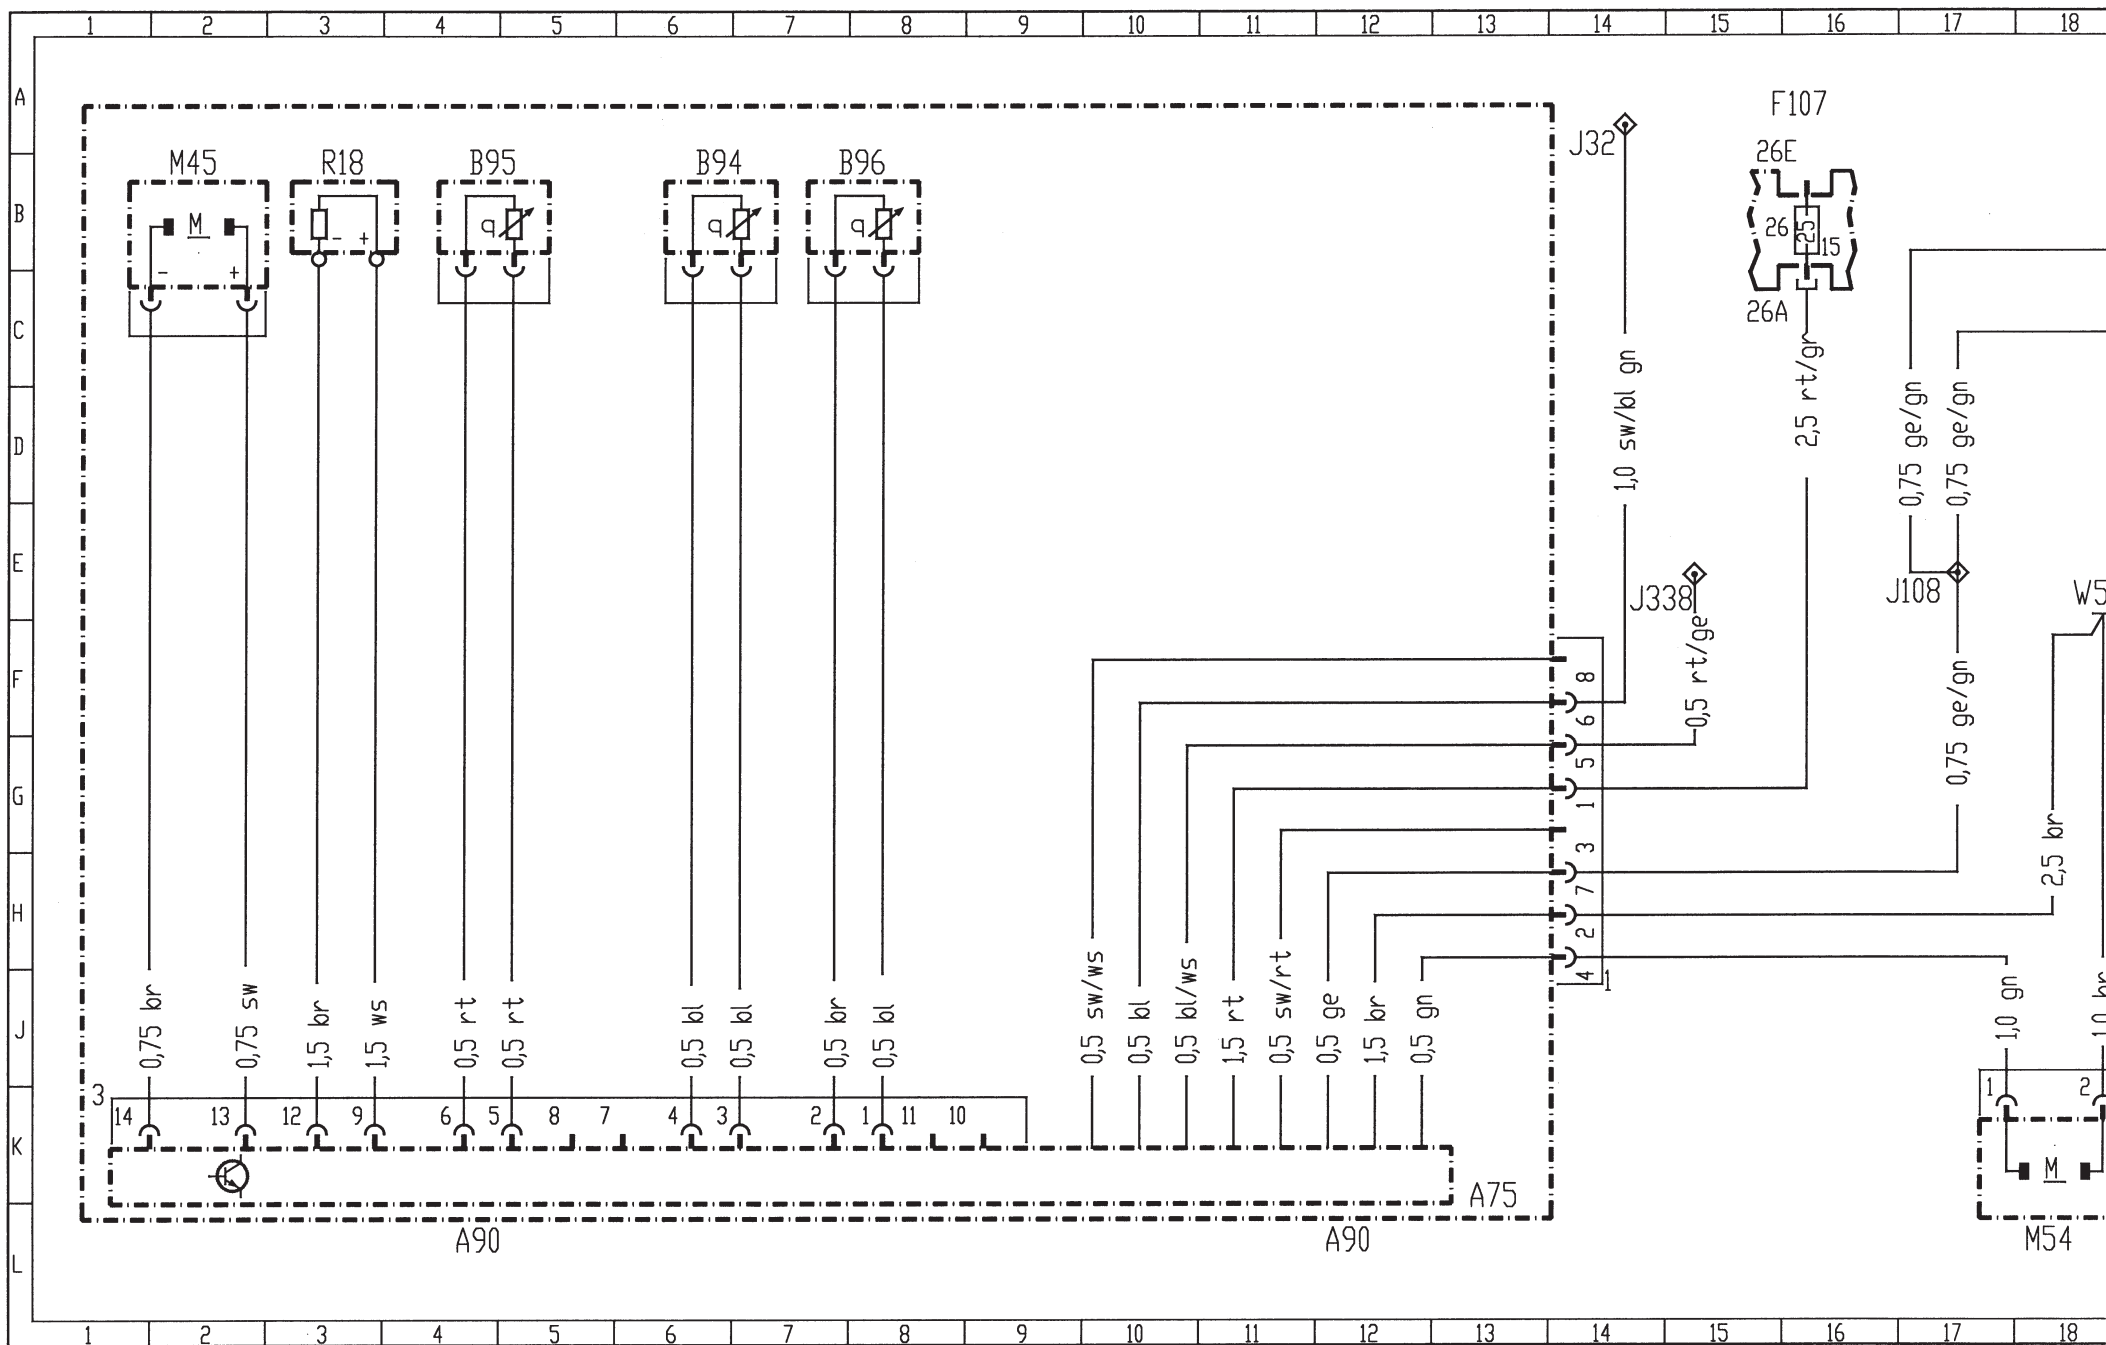 1 2 3 4 5 6 7 8 9 10 11 12 13 14 15 16 17 18
A
B
C
D
E
F
G
H
J
K
L
M45
R18
B95
B94
B96
J32
F107
26E
M
- +
- +
q
q
q
26
25
15
26A
1,0 sw/bl gn
2,5 rt/gr
0,75 ge/gn
0,75 ge/gn
J338
J108
W5
0,5 rt/ge
0,75 ge/gn
2,5 br
8
6
5
1
3
7
2
4
1
0,75 br
0,75 sw
1,5 br
1,5 ws
0,5 rt
0,5 rt
0,5 bl
0,5 bl
0,75 br
0,5 bl
0,5 sw/ws
0,5 bl
0,5 bl/ws
1,5 rt
0,5 sw/rt
0,5 ge
1,5 br
0,5 gn
1,0 gn
1,0 br
3
14 13 12 9 6 5 8 7 4 3 2 1 11 10
1 2
M
A75
A90
A90
M54
1 2 3 4 5 6 7 8 9 10 11 12 13 14 15 16 17 18